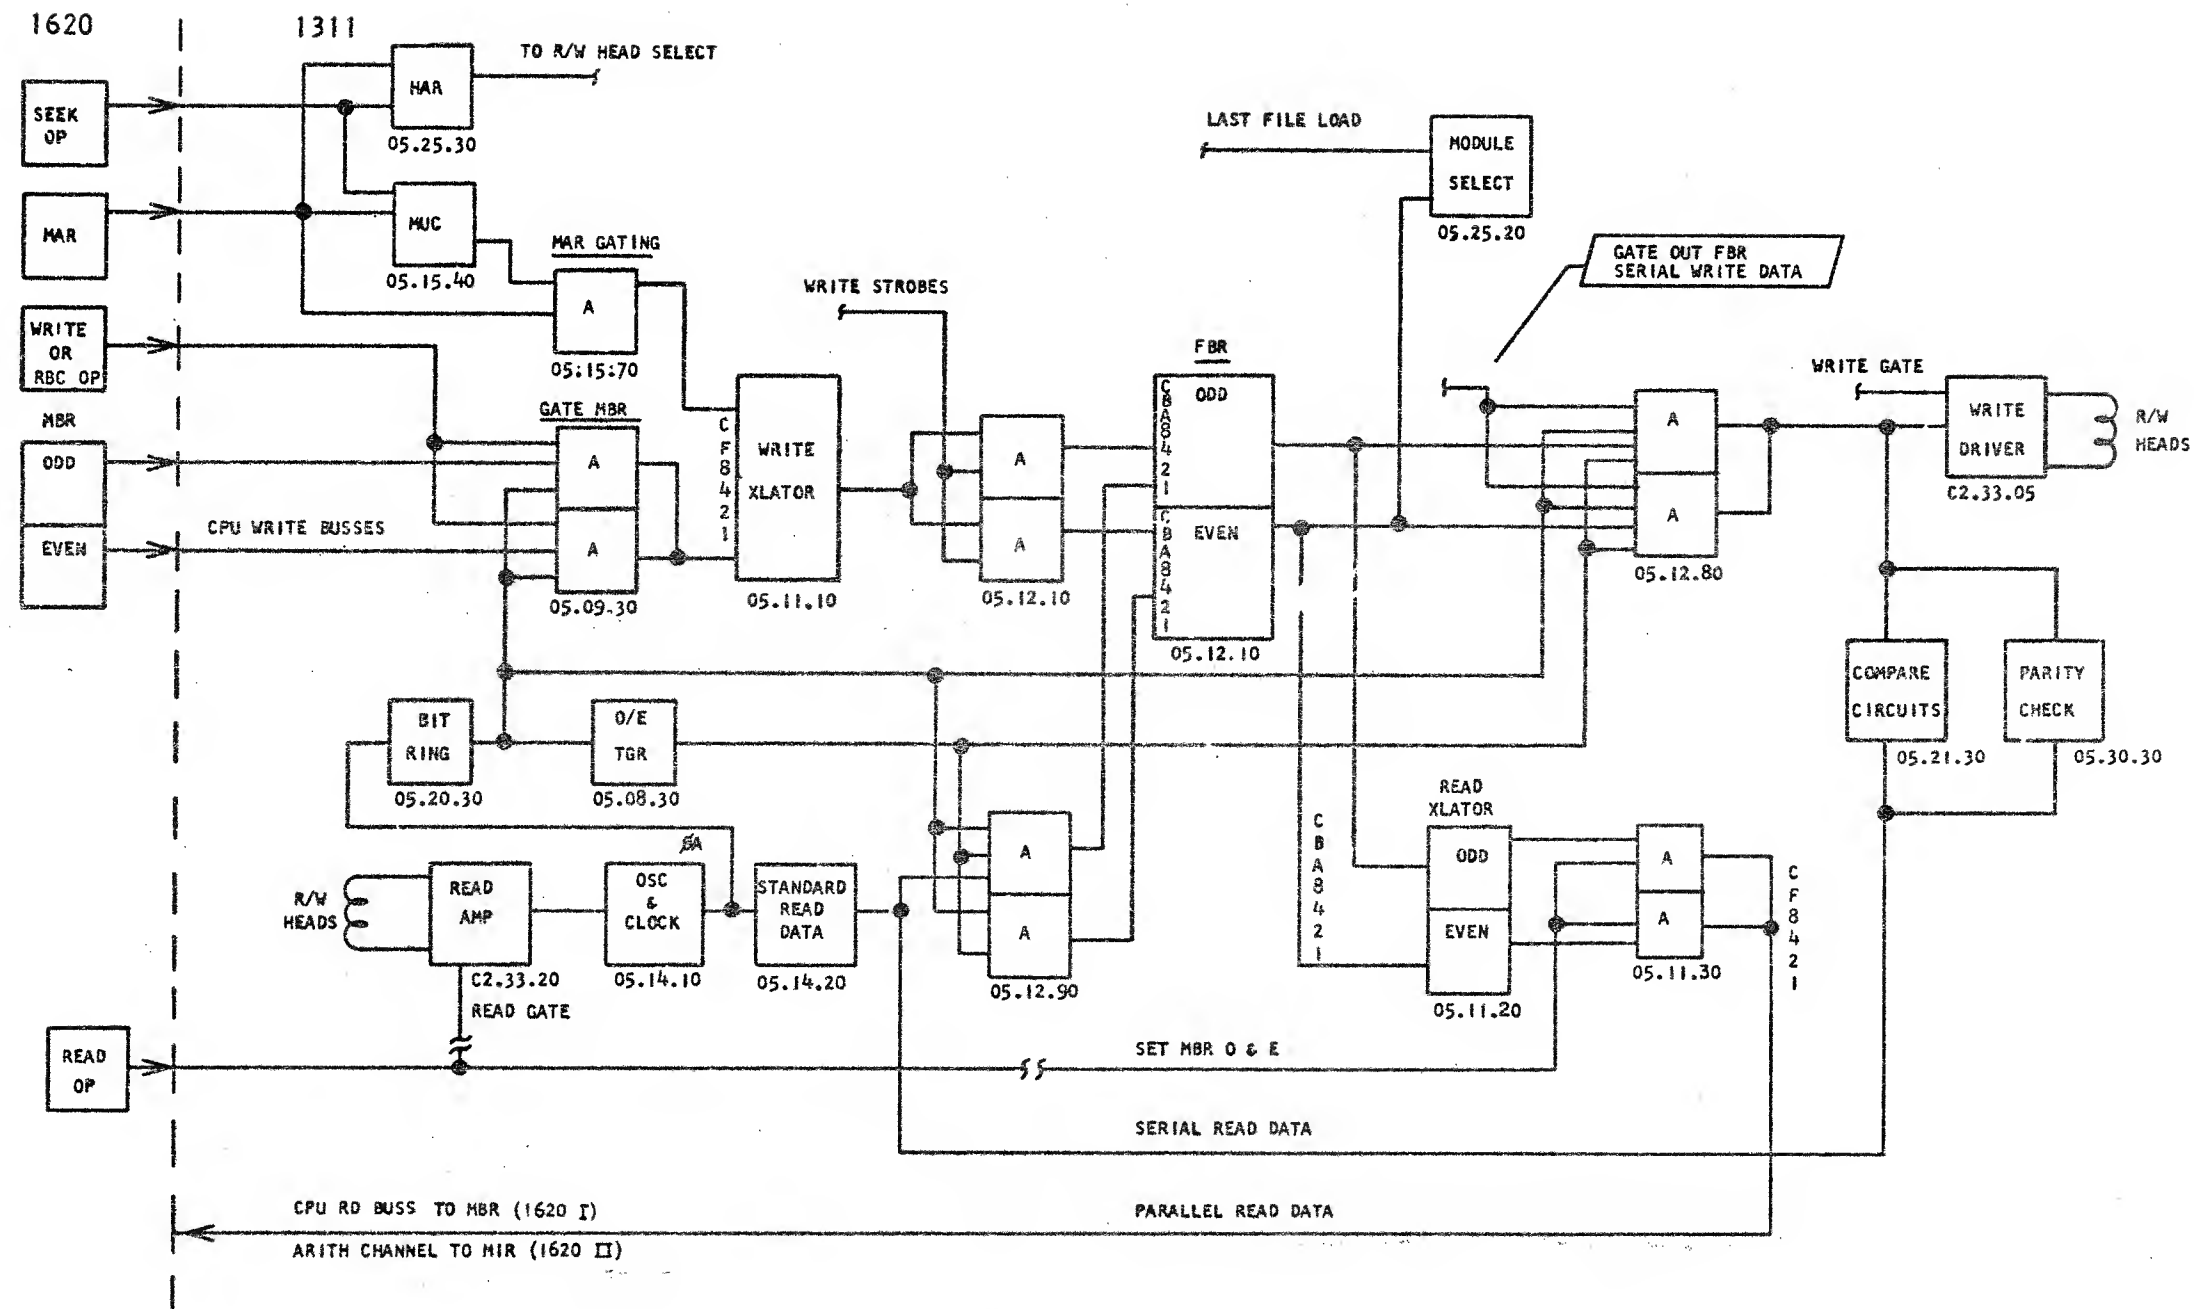 1620
1311
SEEK
OP
HAR
05.25.30
TO R/W HEAD SELECT
MAR
MUC
05.15.40
MAR GATING
A
05:15:70
WRITE
OR
RBC OP
MBR
ODD
EVEN
CPU WRITE BUSSES
GATE MBR
A
A
05.09.30
C
F
8
4
2
1
WRITE
XLATOR
05.11.10
WRITE STROBES
A
A
05.12.10
FBR
C
B
A
8
4
2
1
ODD
C
B
A
8
4
2
1
EVEN
05.12.10
LAST FILE LOAD
MODULE
SELECT
05.25.20
GATE OUT FBR
SERIAL WRITE DATA
A
A
05.12.80
WRITE GATE
WRITE
DRIVER
C2.33.05
R/W
HEADS
COMPARE
CIRCUITS
05.21.30
PARITY
CHECK
05.30.30
BIT
RING
05.20.30
O/E
TGR
05.08.30
R/W
HEADS
READ
AMP
C2.33.20
READ GATE
ØA
OSC
&
CLOCK
05.14.10
STANDARD
READ
DATA
05.14.20
A
A
05.12.90
C
B
A
8
4
2
1
READ
XLATOR
ODD
EVEN
05.11.20
A
A
05.11.30
C
F
8
4
2
1
READ
OP
SET MBR O & E
SERIAL READ DATA
CPU RD BUSS TO MBR (1620 I)
PARALLEL READ DATA
ARITH CHANNEL TO MIR (1620 II)